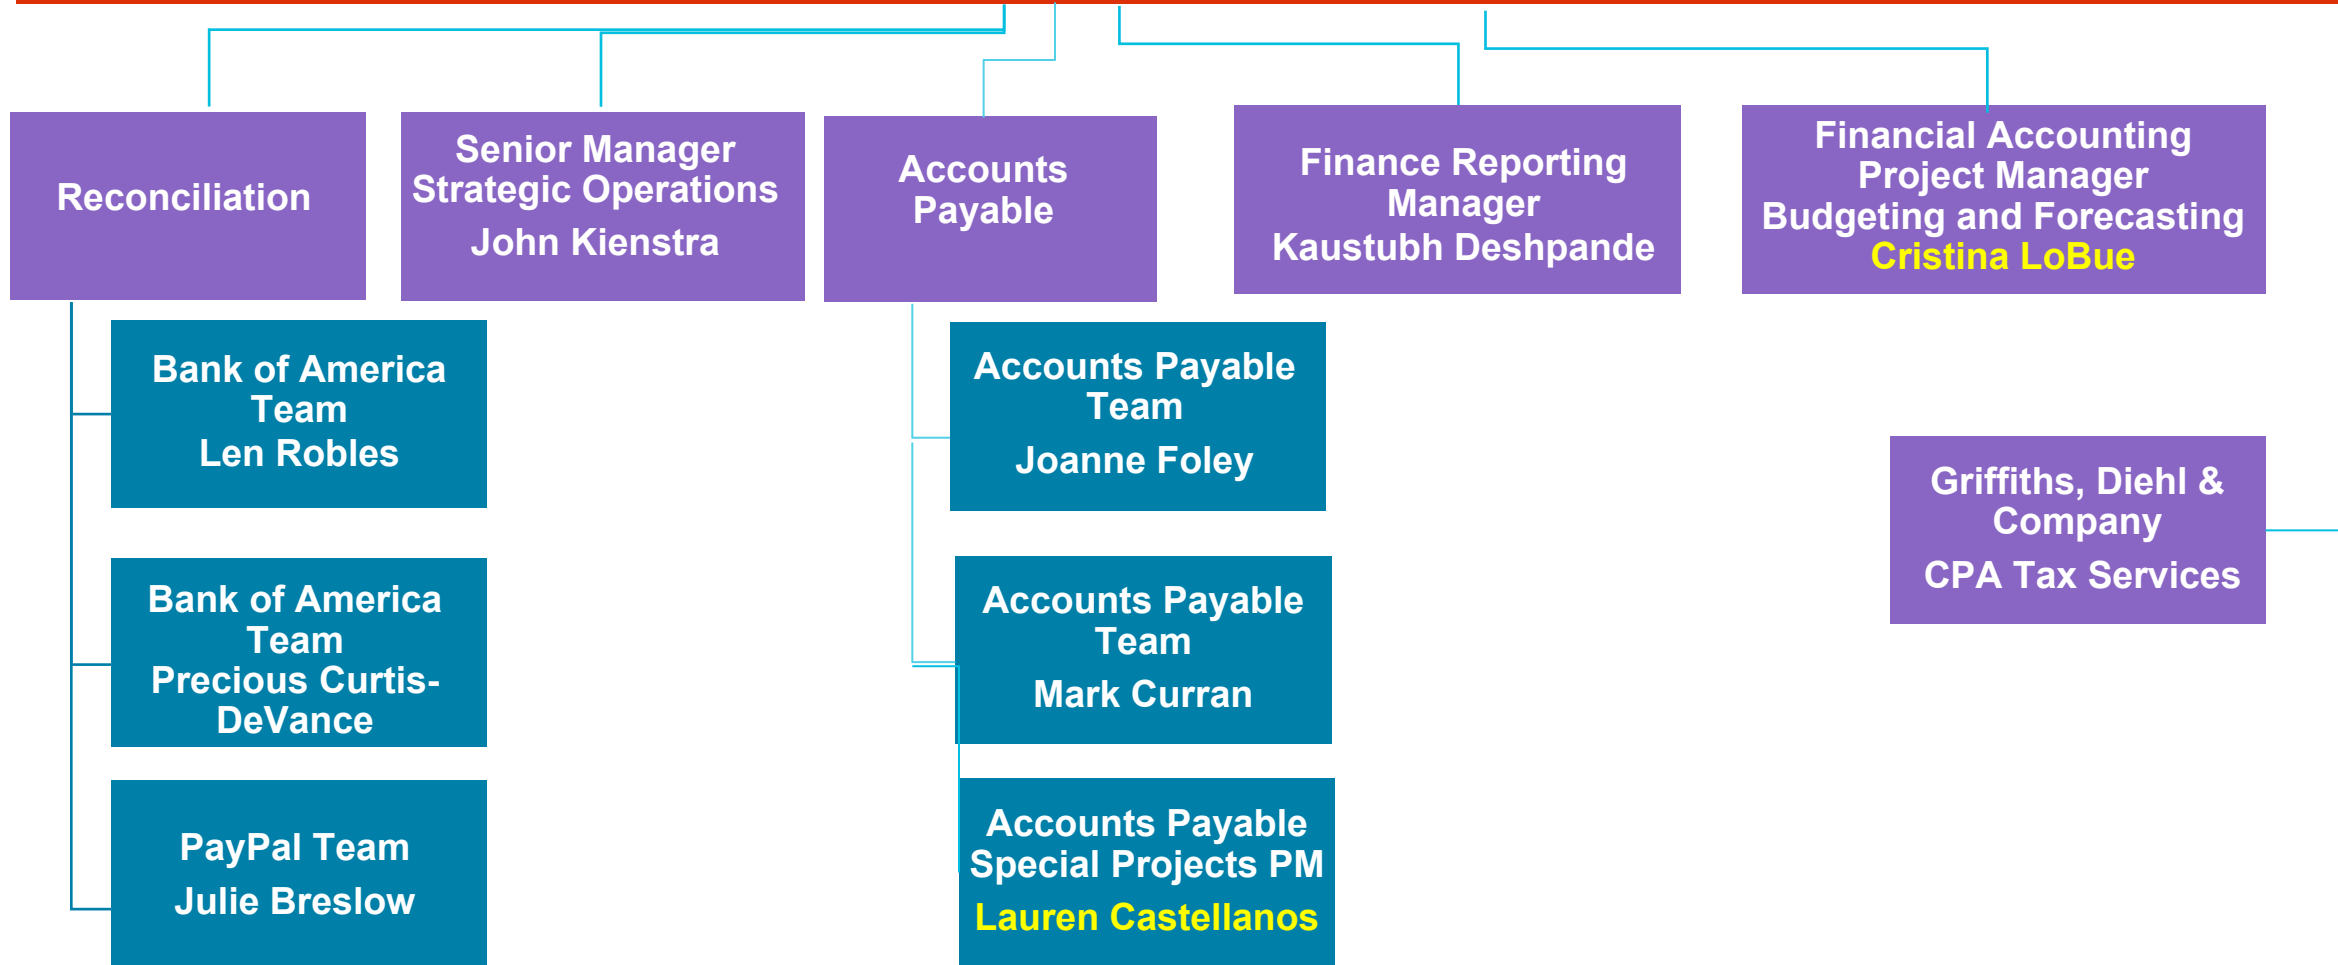 Reconciliation
Senior Manager
Strategic Operations
John Kienstra
Accounts
Payable
Finance Reporting
Manager
Kaustubh Deshpande
Financial Accounting
Project Manager
Budgeting and Forecasting
Cristina LoBue
Bank of America
Team
Len Robles
Accounts Payable
Team
Joanne Foley
Griffiths, Diehl &
Company
CPA Tax Services
Bank of America
Team
Precious Curtis-
DeVance
Accounts Payable
Team
Mark Curran
PayPal Team
Julie Breslow
Accounts Payable
Special Projects PM
Lauren Castellanos